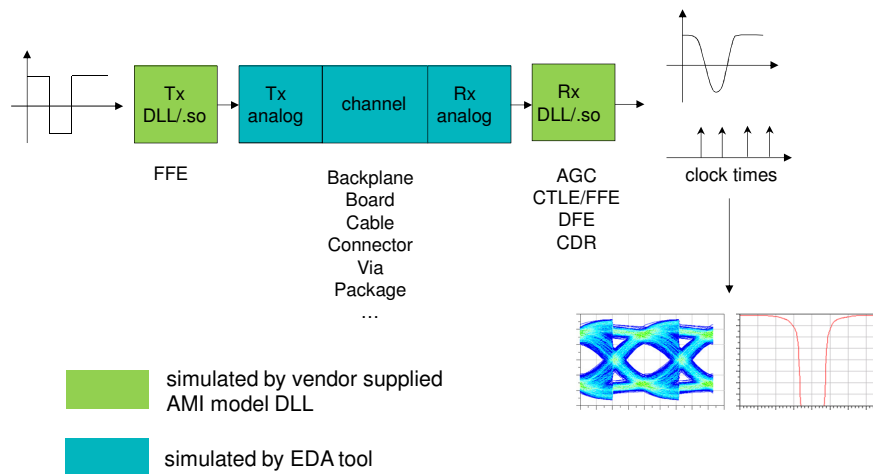 Tx
DLL/.so
Tx
analog
channel
Rx
analog
Rx
DLL/.so
FFE
Backplane
Board
Cable
Connector
Via
Package
…
AGC
CTLE/FFE
DFE
CDR
clock times
simulated by vendor supplied
AMI model DLL
simulated by EDA tool